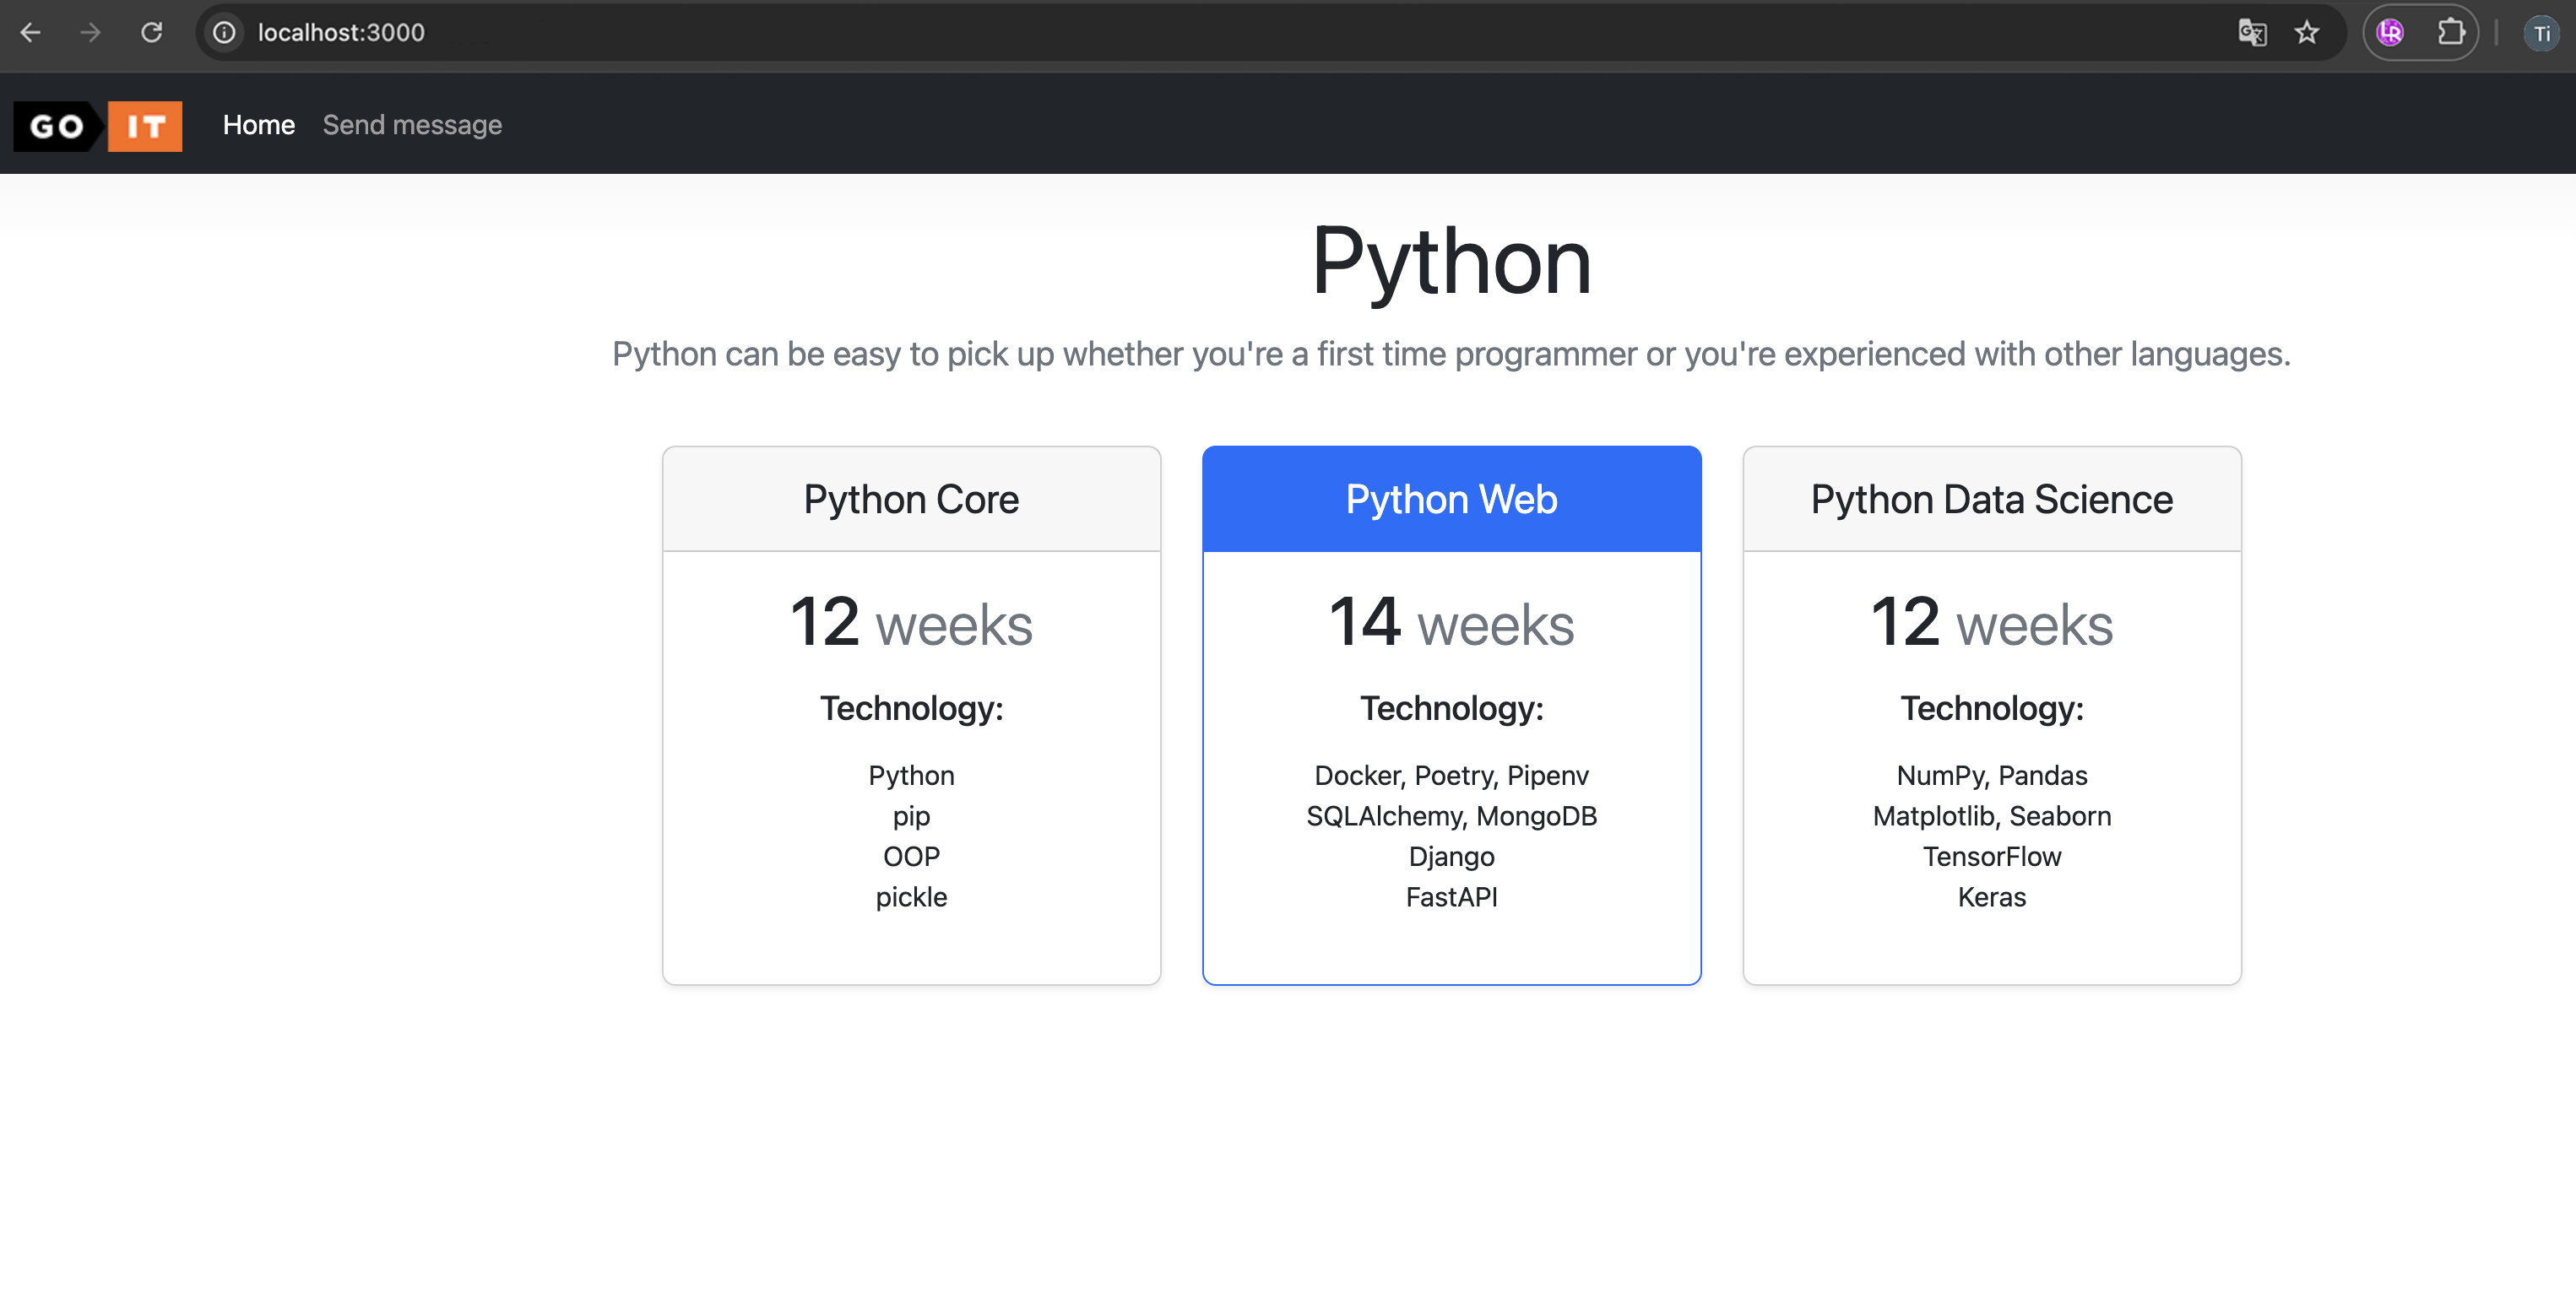 localhost:3000
Ti
GO IT
Home Send message
Python
Python can be easy to pick up whether you're a first time programmer or you're experienced with other languages.
Python Core
12 weeks
Technology:
Python
pip
OOP
pickle
Python Web
14 weeks
Technology:
Docker, Poetry, Pipenv
SQLAlchemy, MongoDB
Django
FastAPI
Python Data Science
12 weeks
Technology:
NumPy, Pandas
Matplotlib, Seaborn
TensorFlow
Keras